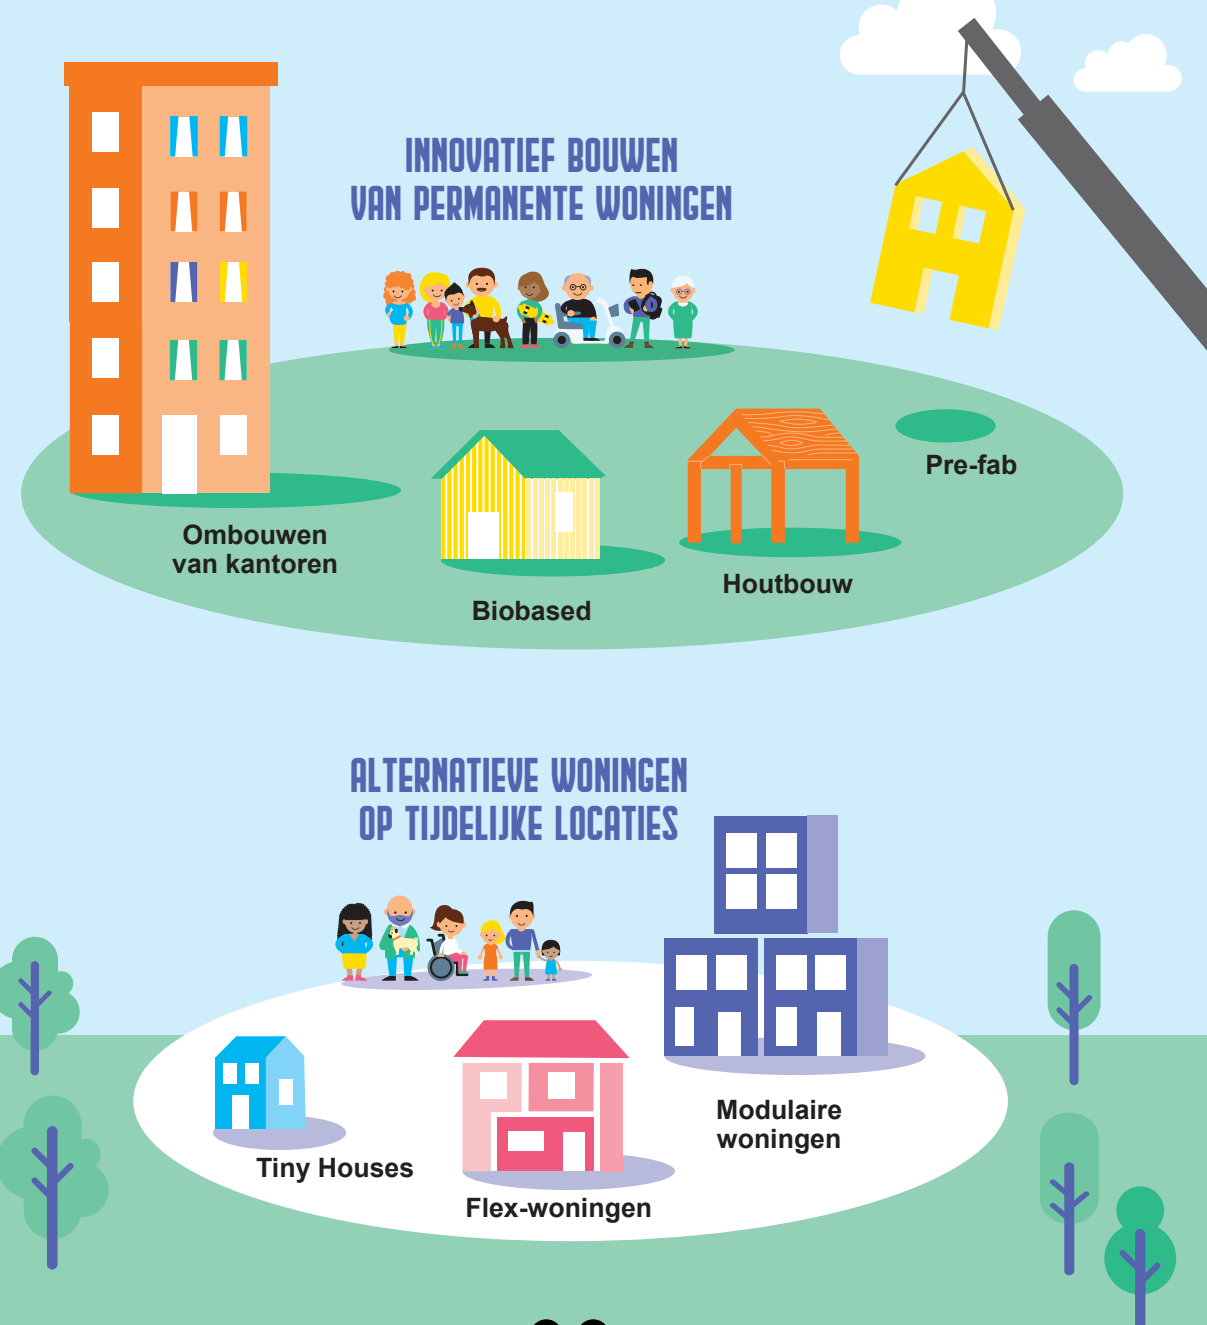 INNOVATIEF BOUWEN
VAN PERMANENTE WONINGEN
Pre-fab
Ombouwen
van kantoren
Houtbouw
Biobased
ALTERNATIEVE WONINGEN
OP TIJDELIJKE LOCATIES
Modulaire
woningen
Tiny Houses
Flex-woningen